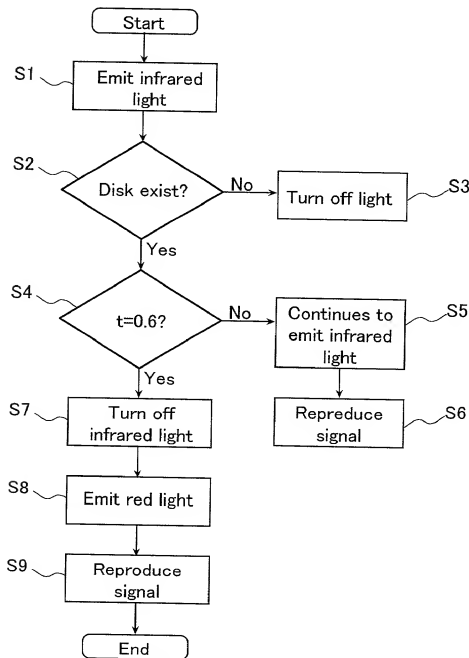 Start
S1
Emit infrared
light
S2
Disk exist?
No
Turn off light
S3
Yes
S4
t=0.6?
No
Continues to
emit infrared
light
S5
Yes
S7
Turn off
infrared light
Repreduce
signal
S6
S8
Emit red light
S9
Reproduce
signal
End